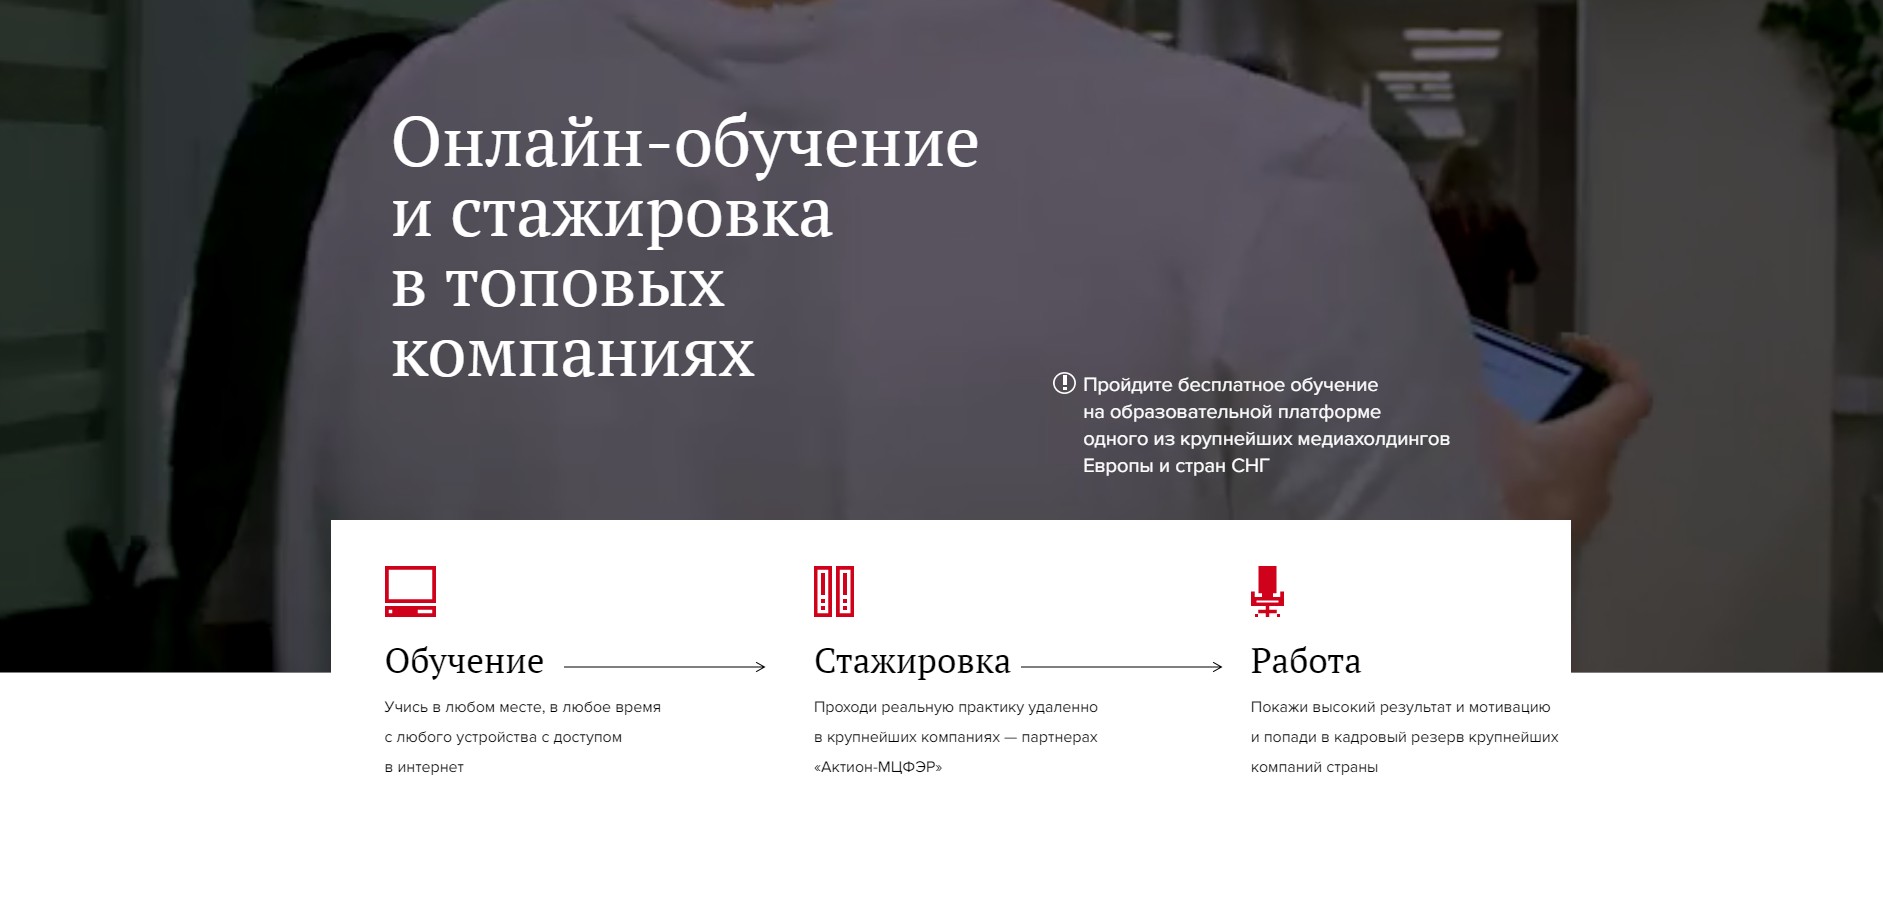 Онлайн-обучение
и стажировка
в топовых
компаниях
Пройдите бесплатное обучение
на образовательной платформе
одного из крупнейших медиахолдингов
Европы и стран СНГ
Обучение
Учись в любом месте, в любое время
с любого устройства с доступом
в интернет
Стажировка
Проходи реальную практику удаленно
в крупнейших компаниях — партнерах
«Актион-МЦФЭР»
Работа
Покажи высокий результат и мотивацию
и попади в кадровый резерв крупнейших
компаний страны